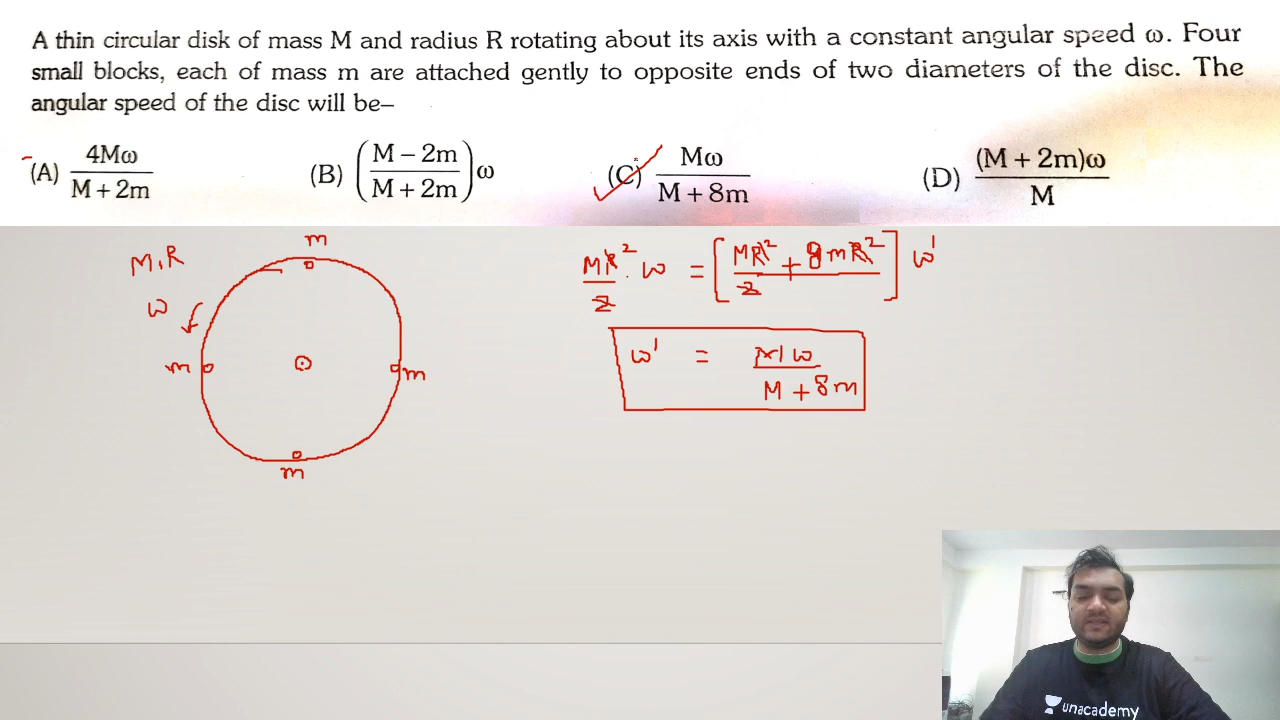 A thin circular disk of mass M and radius R rotating about its axis with a constant angular speed ω. Four
small blocks, each of mass m are attached gently to opposite ends of two diameters of the disc. The
angular speed of the disc will be–
(A) 4Mω / M + 2m (B) (M – 2m / M + 2m) ω (C) Mω / M + 8m (D) (M + 2m)ω / M
m
M, R
ω
m
m
m
MR² / 2 . ω = [MR² + 8mR² / 2] ω'
ω' = Mω / M + 8m
unacademy